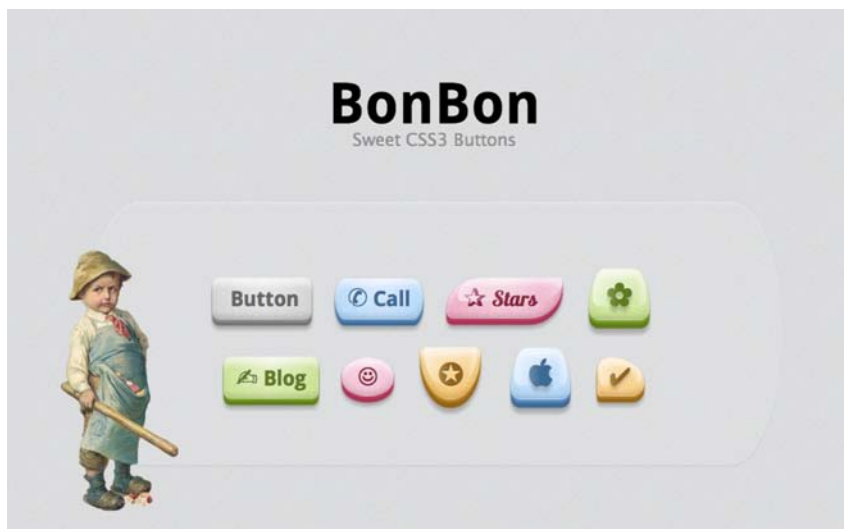 BonBon
Sweet CSS3 Buttons
Button
✆ Call
☆ Stars
✍ Blog